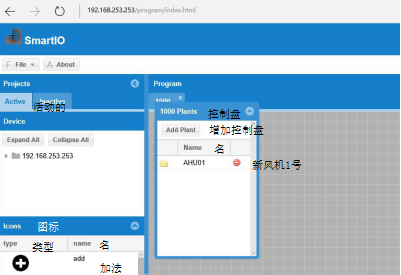 192.168.253.253/program/index.html
SmartIO
File
About
Projects
Program
Active
活动的
1000
1000 Plants
控制盘
Device
Add Plant
增加控制盘
Expand All
Collapse All
Name
名
192.168.253.253
AHU01
新风机1号
Icons
图标
type
类型
name
名
add
加法